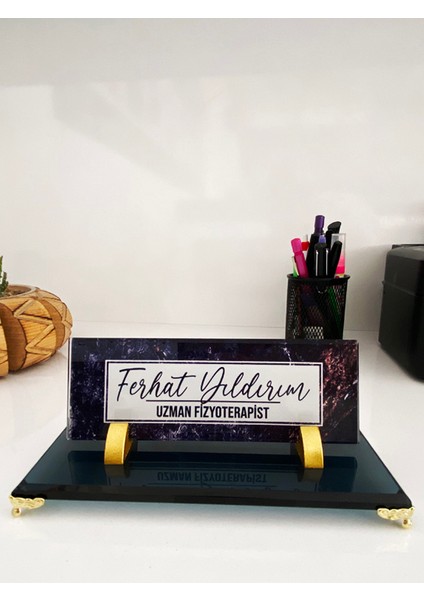 Ferhat Yıldırım
UZMAN FİZYOTERAPİST